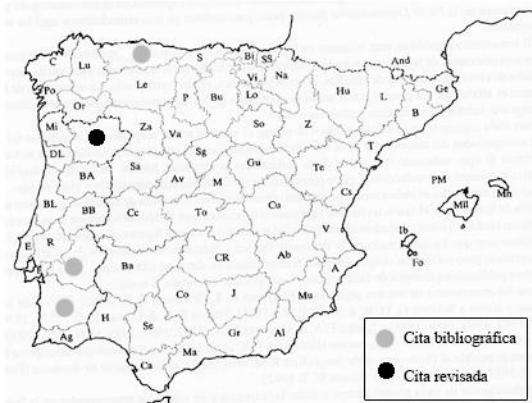 And
C
Lu
S
Bi
SS
Na
Po
Or
Le
P
Bu
Vi
Lo
Hu
L
Ge
B
Mi
DL
Za
Va
So
Z
T
Sa
Sg
Av
M
Gu
Te
Cs
BA
BL
BB
Cc
To
Cu
V
PM
Mll
Mn
Ib
Fo
E
R
Ba
CR
Ab
A
Co
J
Mu
Ag
H
Se
Gr
Al
Ca
Ma
Cita bibliográfica
Cita revisada